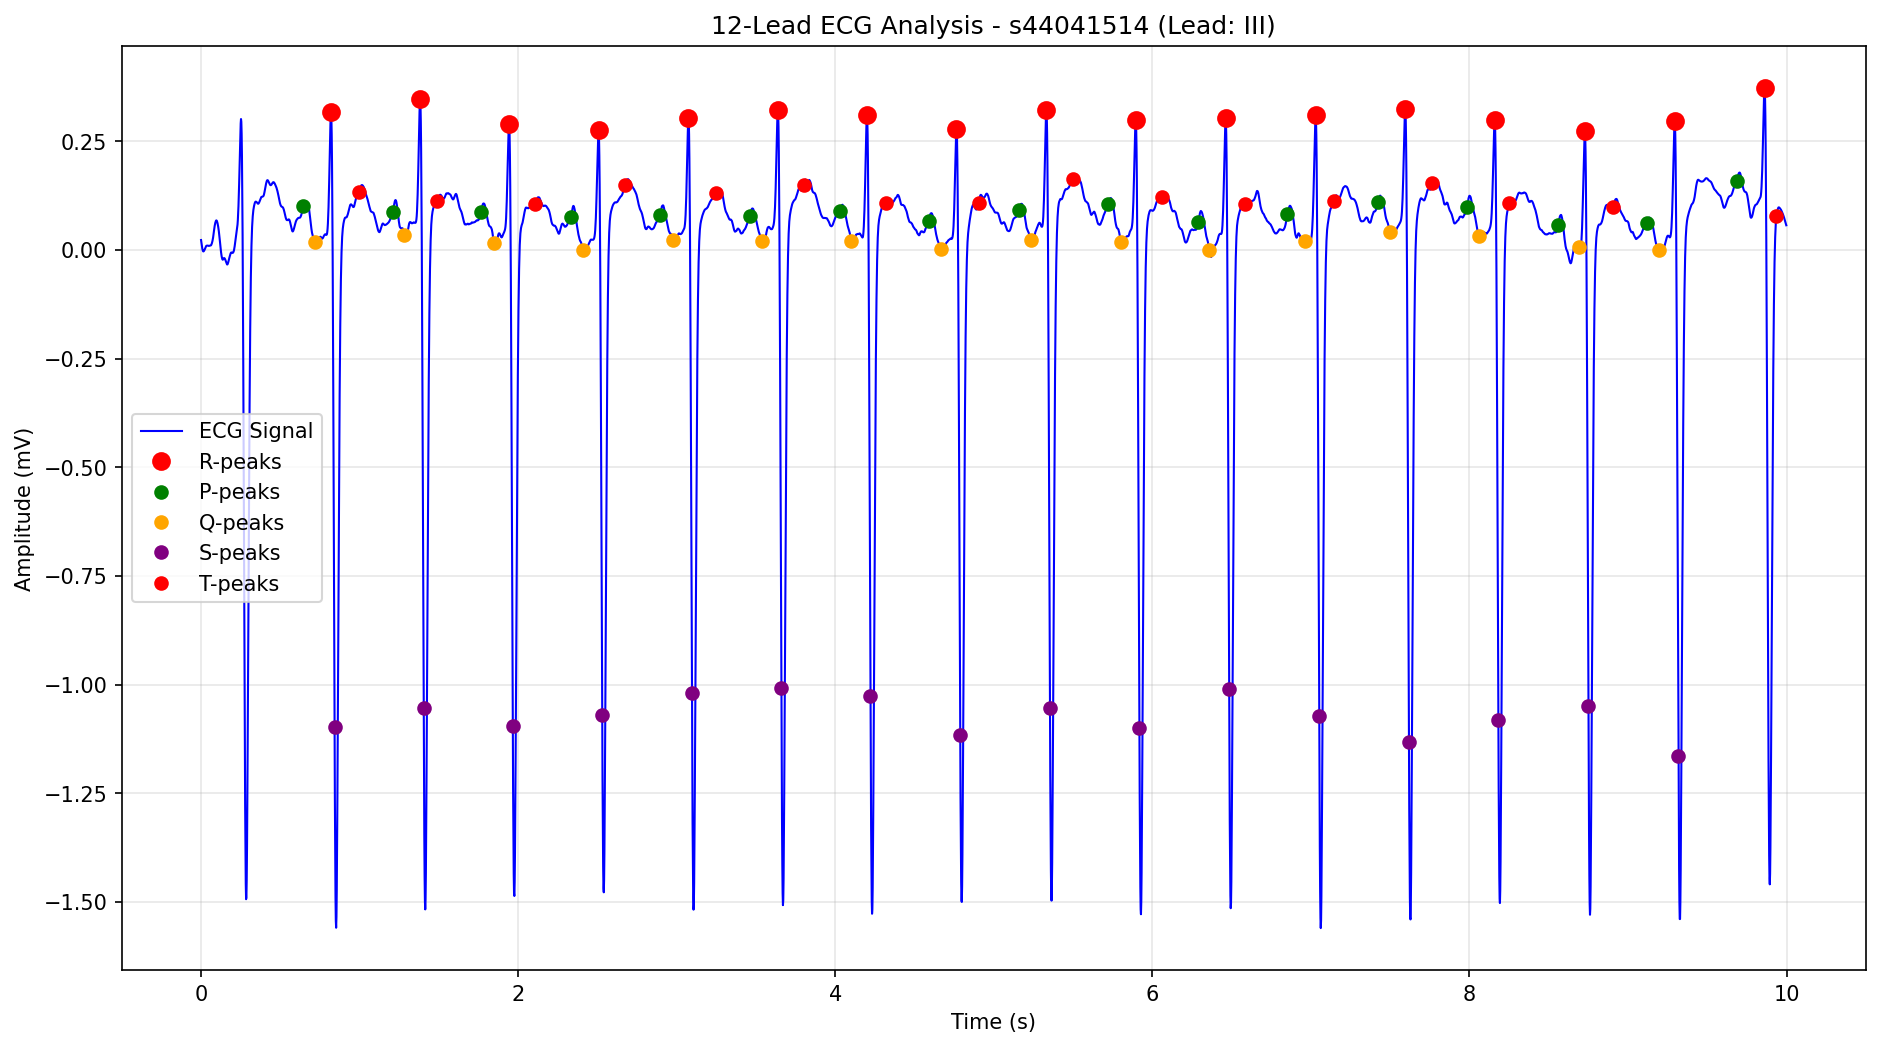 12-Lead ECG Analysis - s44041514 (Lead: III)
Amplitude (mV)
0.25
0.00
−0.25
−0.50
−0.75
−1.00
−1.25
−1.50
ECG Signal
R-peaks
P-peaks
Q-peaks
S-peaks
T-peaks
0 2 4 6 8 10
Time (s)